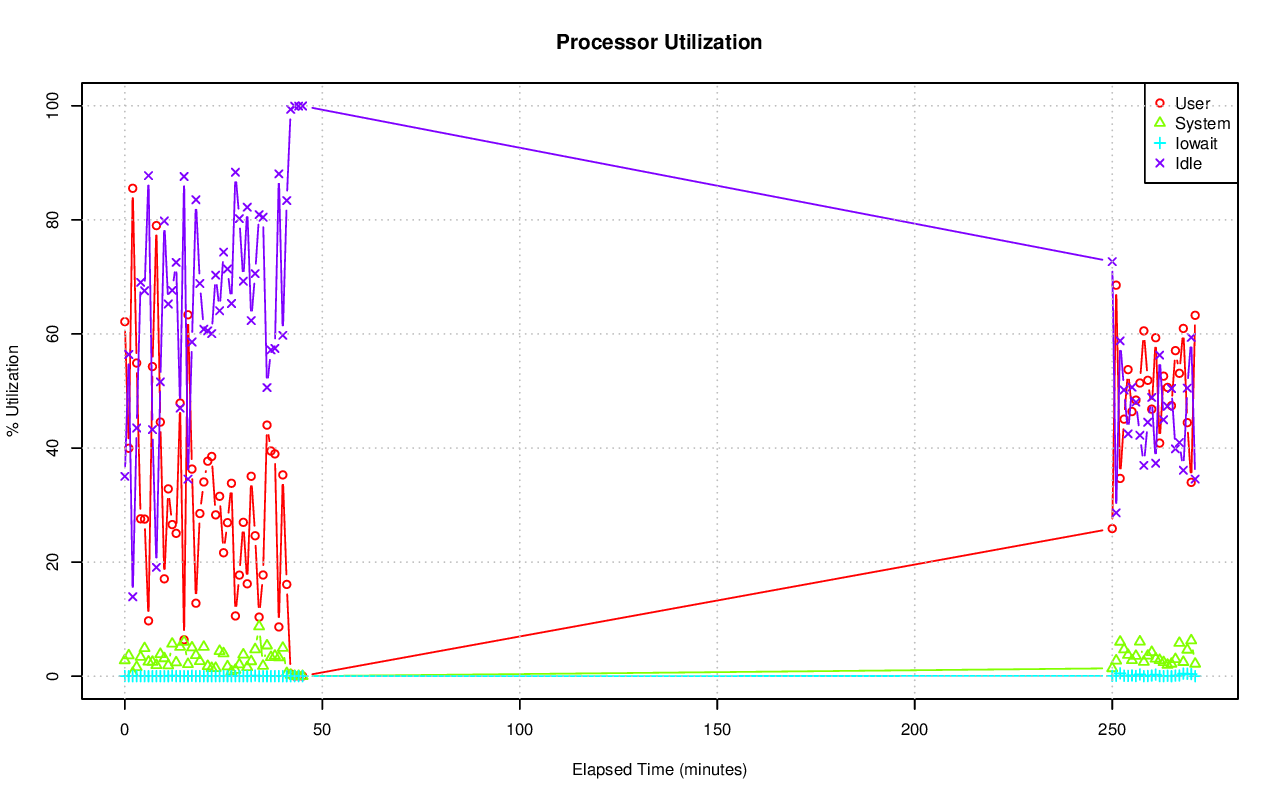 Processor Utilization
100
80
60
40
20
0
% Utilization
User
System
Iowait
Idle
0 50 100 150 200 250
Elapsed Time (minutes)